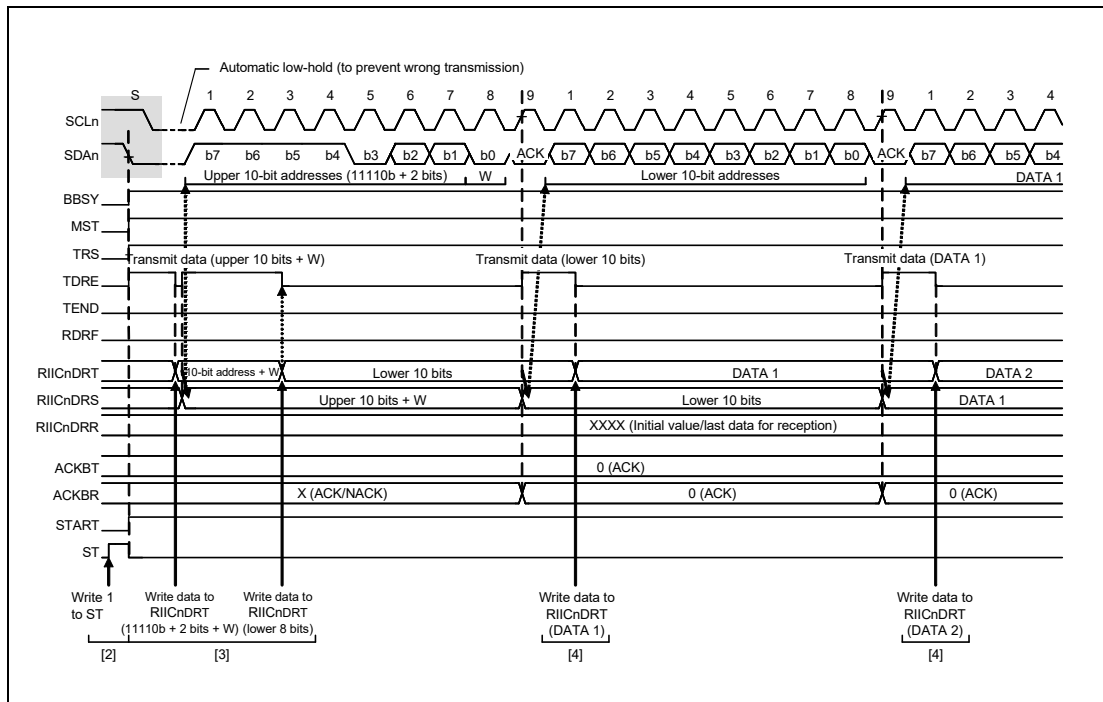 Automatic low-hold (to prevent wrong transmission)
S 1 2 3 4 5 6 7 8 9 1 2 3 4 5 6 7 8 9 1 2 3 4
SCLn
SDAn b7 b6 b5 b4 b3 b2 b1 b0 ACK b7 b6 b5 b4 b3 b2 b1 b0 ACK b7 b6 b5 b4
Upper 10-bit addresses (11110b + 2 bits) W Lower 10-bit addresses DATA 1
BBSY
MST
TRS
Transmit data (upper 10 bits + W) Transmit data (lower 10 bits) Transmit data (DATA 1)
TDRE
TEND
RDRF
RIICnDRT 10-bit address + W Lower 10 bits DATA 1 DATA 2
RIICnDRS Upper 10 bits + W Lower 10 bits DATA 1
RIICnDRR XXXX (Initial value/last data for reception)
ACKBT 0 (ACK)
ACKBR X (ACK/NACK) 0 (ACK) 0 (ACK)
START
ST
Write 1 Write data to Write data to Write data to Write data to
to ST RIICnDRT RIICnDRT RIICnDRT RIICnDRT
(11110b + 2 bits + W) (lower 8 bits) (DATA 1) (DATA 2)
[2] [3] [4] [4]